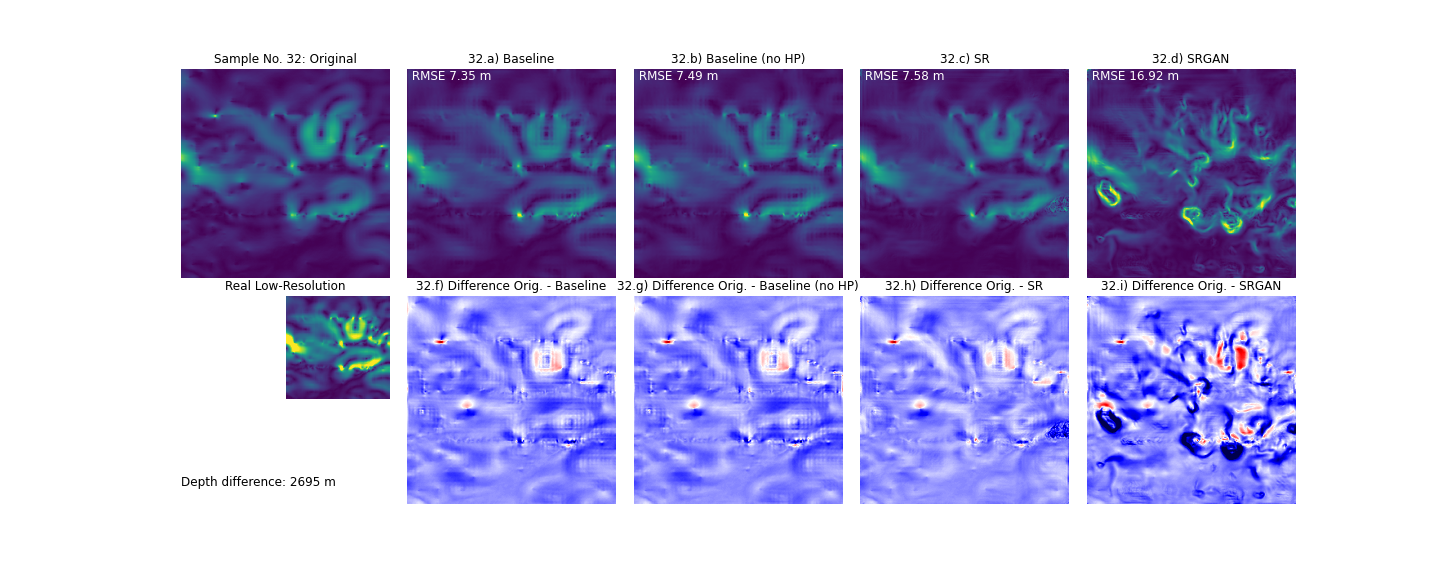 Sample No. 32: Original
32.a) Baseline
32.b) Baseline (no HP)
32.c) SR
32.d) SRGAN
RMSE 7.35 m
RMSE 7.49 m
RMSE 7.58 m
RMSE 16.92 m
Real Low-Resolution
32.f) Difference Orig. - Baseline
32.g) Difference Orig. - Baseline (no HP)
32.h) Difference Orig. - SR
32.i) Difference Orig. - SRGAN
Depth difference: 2695 m